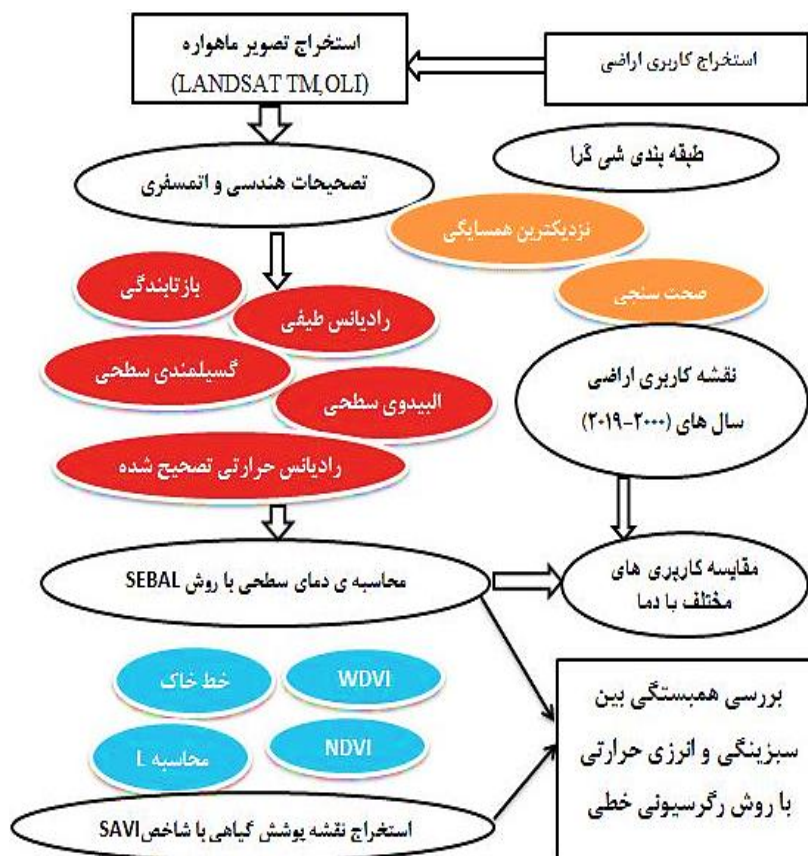 استخراج تصویر ماهواره
(LANDSAT TM,OLI)
استخراج کاربری اراضی
تصحیحات هندسی و اتمسفری
طبقه بندی شی گرا
نزدیکترین همسایگی
صحت سنجی
بازتابندگی
رادیانس طیفی
گسیلمندی سطحی
البیدوی سطحی
رادیانس حرارتی تصحیح شده
نقشه کاربری اراضی
سال های (۲۰۰۰-۲۰۱۹)
محاسبه ی دمای سطحی با روش SEBAL
مقایسه کاربری های
مختلف با دما
خط خاک
WDVI
محاسبه L
NDVI
استخراج نقشه پوشش گیاهی با شاخص SAVI
بررسی همبستگی بین
سبزینگی و انرژی حرارتی
با روش رگرسیونی خطی